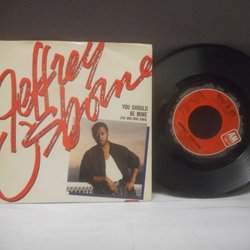 Jeffrey
Osborne
YOU SHOULD
BE MINE
(THE WOO WOO SONG)
A&M